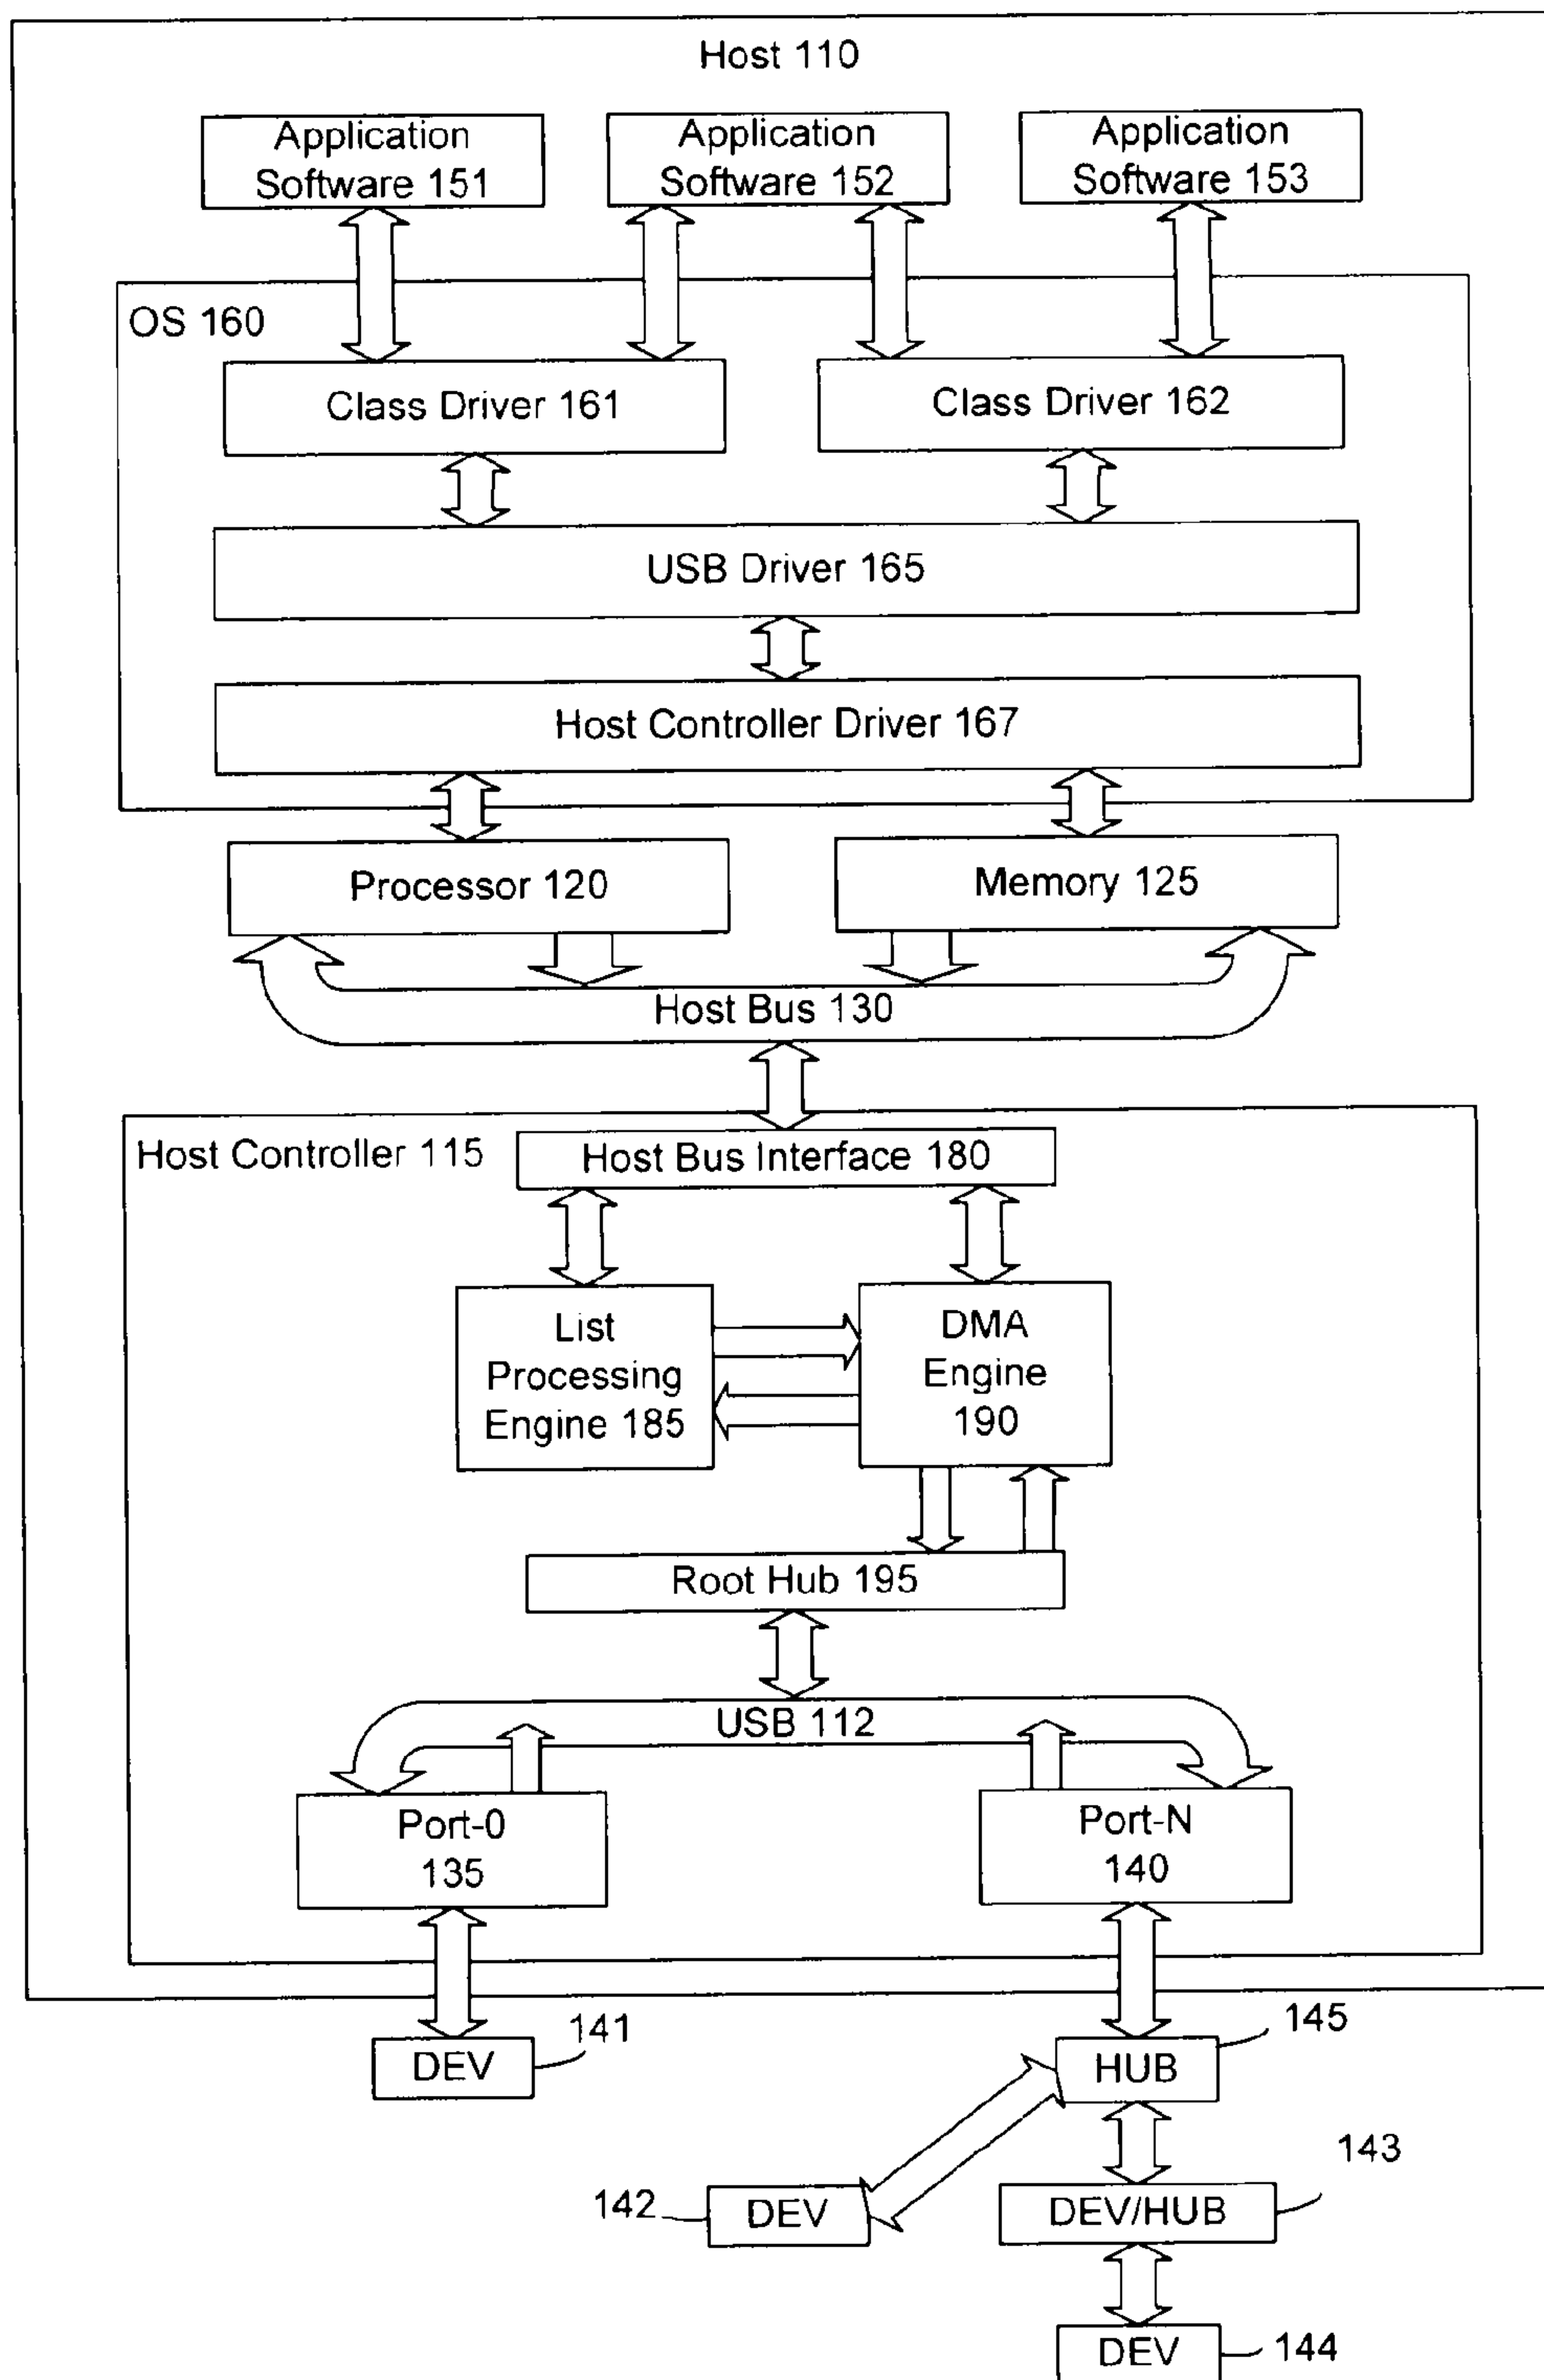 Host 110
Application
Software 151
Application
Software 152
Application
Software 153
OS 160
Class Driver 161
Class Driver 162
USB Driver 165
Host Controller Driver 167
Processor 120
Memory 125
Host Bus 130
Host Controller 115
Host Bus Interface 180
List
Processing
Engine 185
DMA
Engine
190
Root Hub 195
USB 112
Port-0
135
Port-N
140
141
DEV
145
HUB
143
142
DEV
DEV/HUB
DEV
144